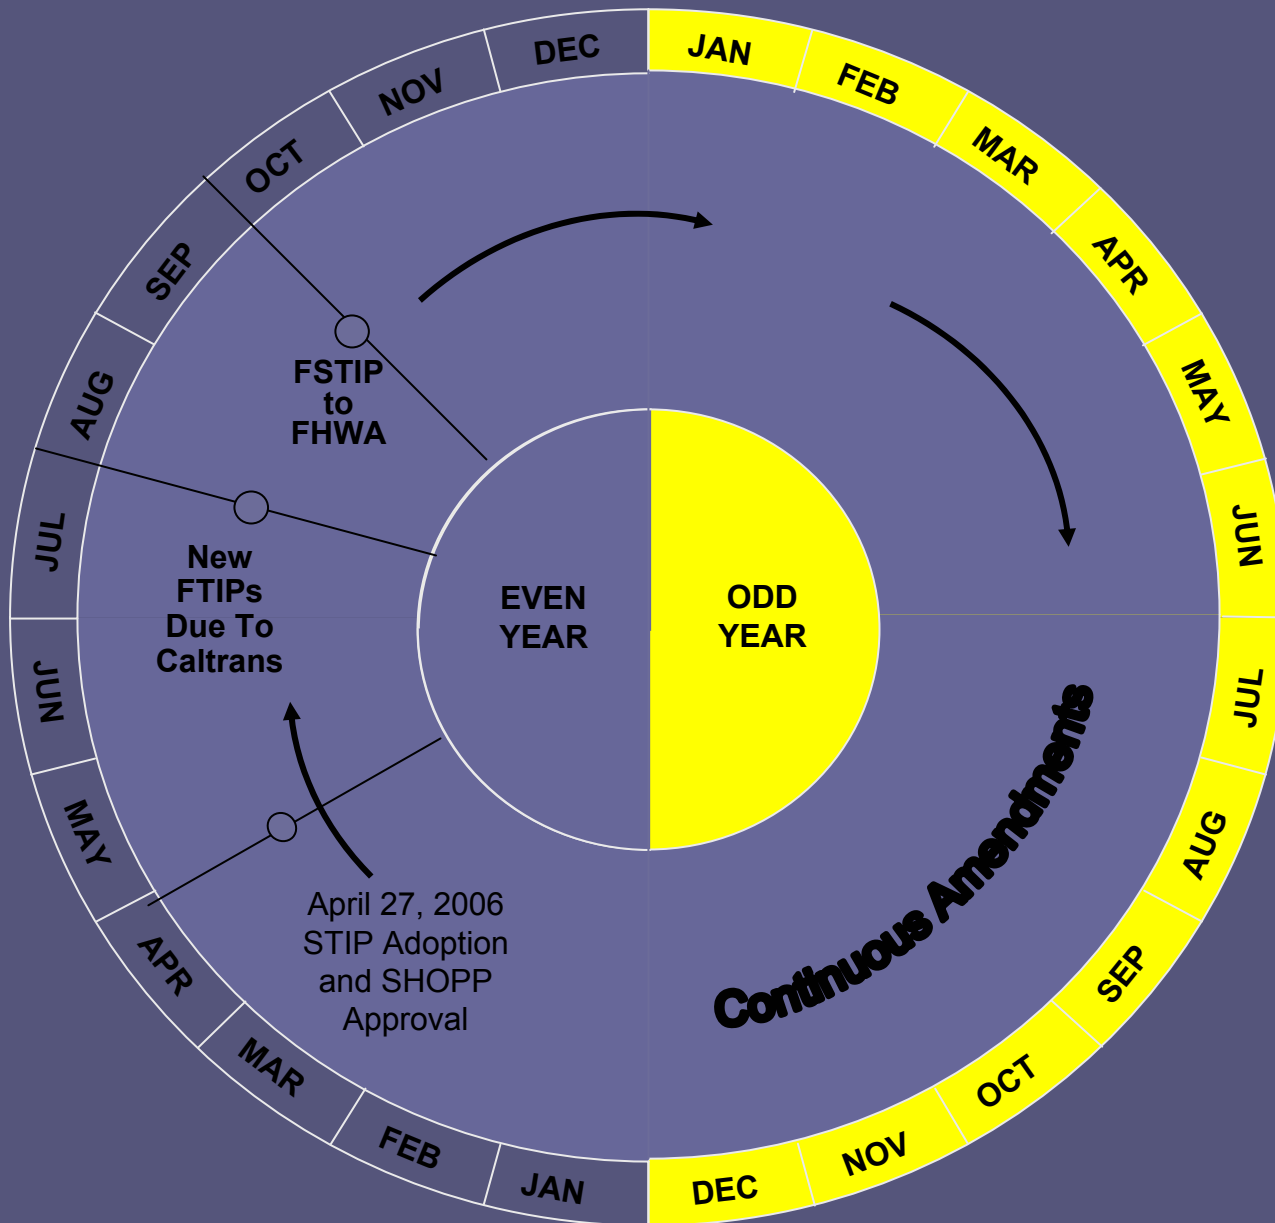 JAN
FEB
MAR
APR
MAY
JUN
JUL
AUG
SEP
OCT
NOV
DEC
JAN
FEB
MAR
APR
MAY
JUN
JUL
AUG
SEP
OCT
NOV
DEC
FSTIP
to
FHWA
New
FTIPs
Due To
Caltrans
April 27, 2006
STIP Adoption
and SHOPP
Approval
EVEN
YEAR
ODD
YEAR
Continuous Amendments